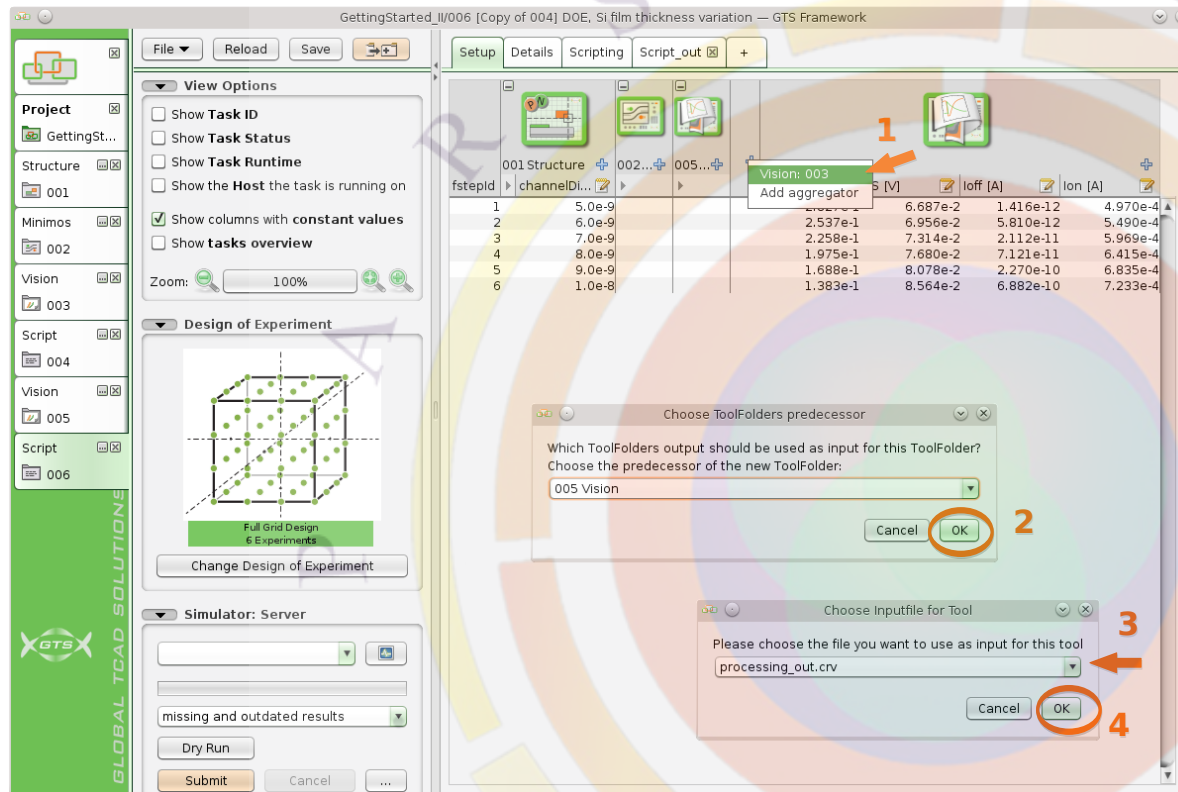 GettingStarted_II/006 [Copy of 004] DOE, Si film thickness variation — GTS Framework
Project
GettingSt...
Structure
001
Minimos
002
Vision
003
Script
004
Vision
005
Script
006
GLOBAL TCAD SOLUTIONS
GTS
File Reload Save
View Options
Show Task ID
Show Task Status
Show Task Runtime
Show the Host the task is running on
Show columns with constant values
Show tasks overview
Zoom: 100%
Design of Experiment
Full Grid Design
6 Experiments
Change Design of Experiment
Simulator: Server
missing and outdated results
Dry Run
Submit Cancel ...
Setup Details Scripting Script_out +
001 Structure 002... 005...
fstepId channelDi... S [V] Ioff [A] Ion [A]
1 5.0e-9 6.687e-2 1.416e-12 4.970e-4
2 6.0e-9 2.537e-1 6.956e-2 5.810e-12 5.490e-4
3 7.0e-9 2.258e-1 7.314e-2 2.112e-11 5.969e-4
4 8.0e-9 1.975e-1 7.680e-2 7.121e-11 6.415e-4
5 9.0e-9 1.688e-1 8.078e-2 2.270e-10 6.835e-4
6 1.0e-8 1.383e-1 8.564e-2 6.882e-10 7.233e-4
1
Vision: 003
Add aggregator
Choose ToolFolders predecessor
Which ToolFolders output should be used as input for this ToolFolder?
Choose the predecessor of the new ToolFolder:
005 Vision
Cancel OK
2
Choose Inputfile for Tool
Please choose the file you want to use as input for this tool
processing_out.crv
3
Cancel OK
4